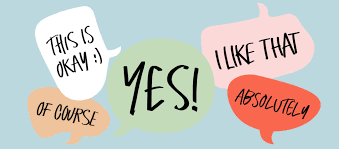 THIS IS
OKAY :)
OF COURSE
YES!
I LIKE THAT
ABSOLUTELY